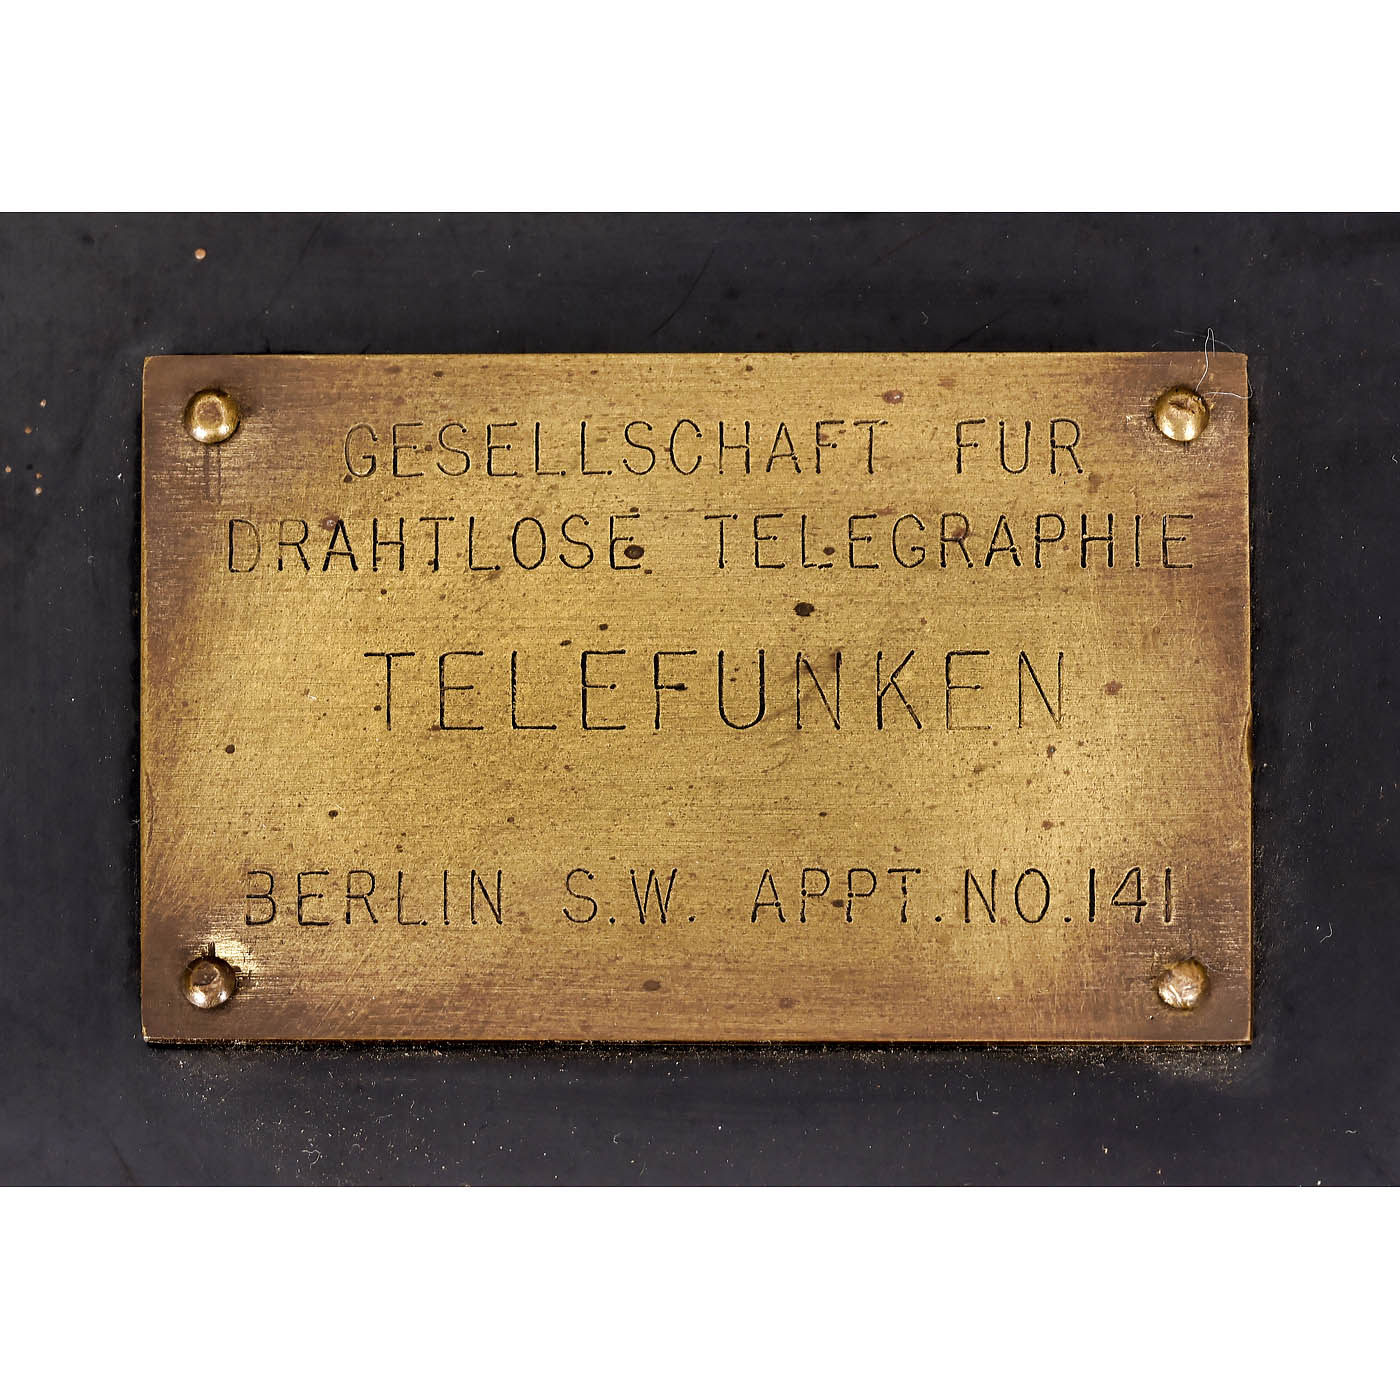 GESELLSCHAFT FUR
DRAHTLOSE TELEGRAPHIE
TELEFUNKEN
BERLIN S.W. APPT.NO.141